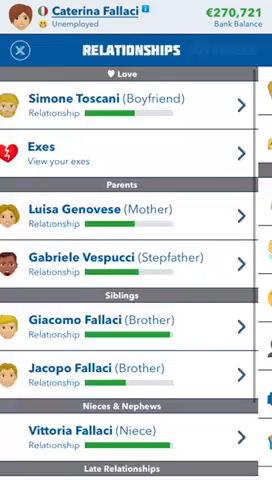 Caterina Fallaci
Unemployed
€270,721
Bank Balance
RELATIONSHIPS
Love
Simone Toscani (Boyfriend)
Relationship
Exes
View your exes
Parents
Luisa Genovese (Mother)
Relationship
Gabriele Vespucci (Stepfather)
Relationship
Siblings
Giacomo Fallaci (Brother)
Relationship
Jacopo Fallaci (Brother)
Relationship
Nieces & Nephews
Vittoria Fallaci (Niece)
Relationship
Late Relationships